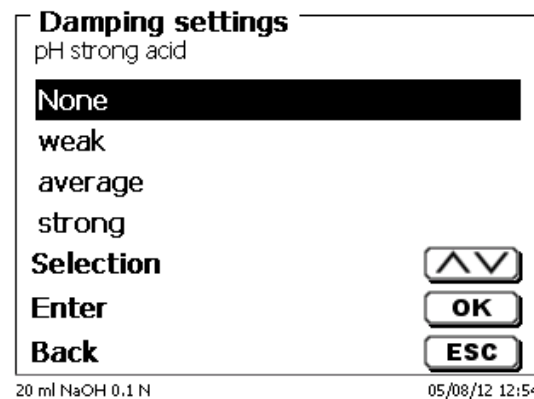 Damping settings
pH strong acid
None
weak
average
strong
Selection
Enter OK
Back ESC
20 ml NaOH 0.1 N 05/08/12 12:54